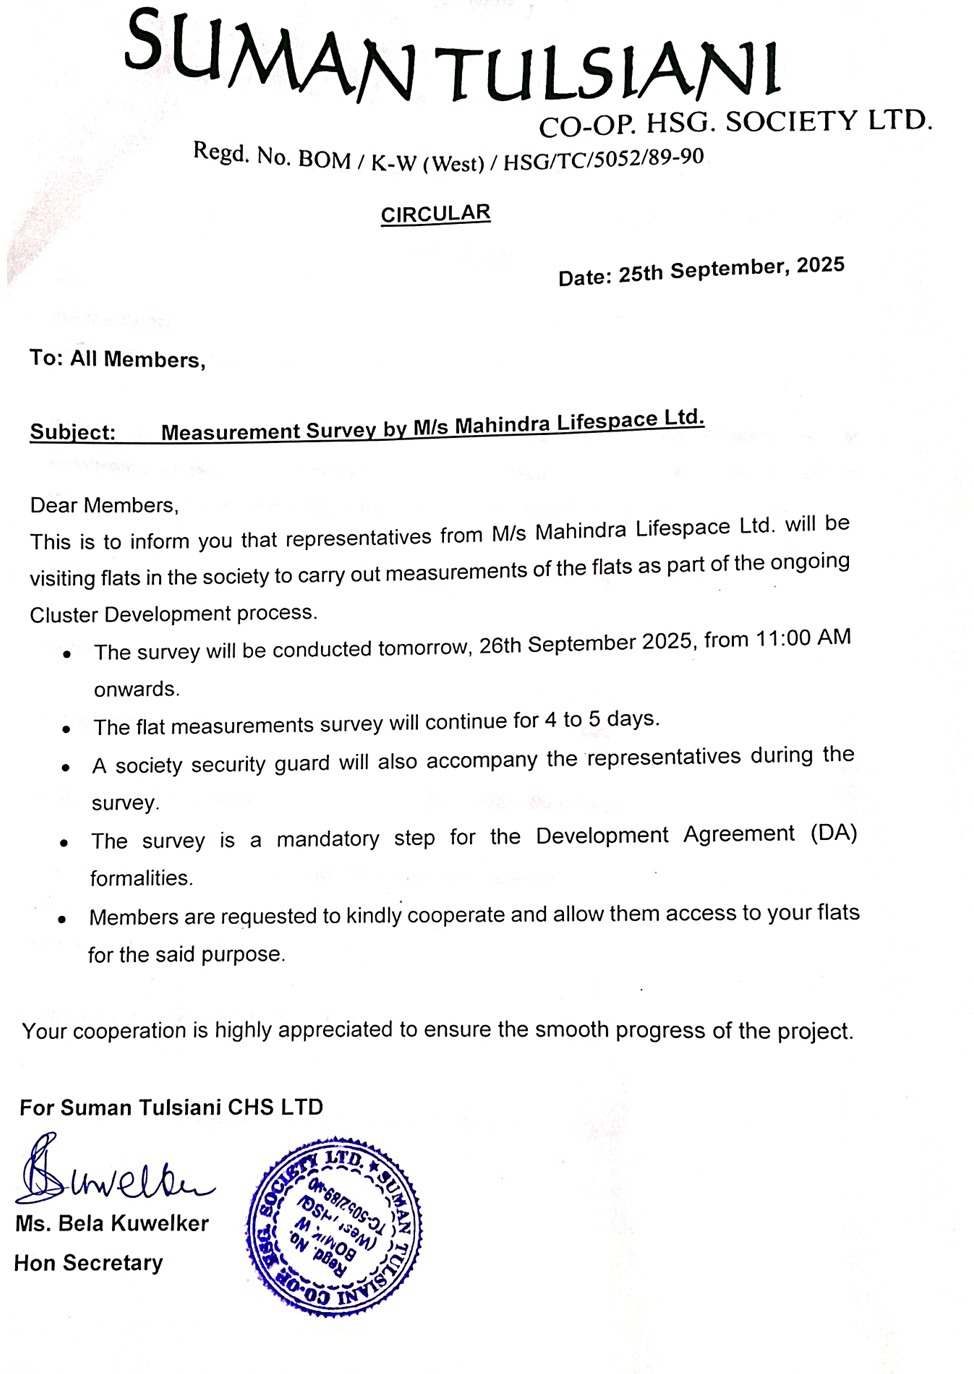 SUMAN TULSIANI
CO-OP. HSG. SOCIETY LTD.
Regd. No. BOM / K-W (West) / HSG/TC/5052/89-90
CIRCULAR
Date: 25th September, 2025
To: All Members,
Subject: Measurement Survey by M/s Mahindra Lifespace Ltd.
Dear Members,
This is to inform you that representatives from M/s Mahindra Lifespace Ltd. will be
visiting flats in the society to carry out measurements of the flats as part of the ongoing
Cluster Development process.
• The survey will be conducted tomorrow, 26th September 2025, from 11:00 AM
onwards.
• The flat measurements survey will continue for 4 to 5 days.
• A society security guard will also accompany the representatives during the
survey.
• The survey is a mandatory step for the Development Agreement (DA)
formalities.
• Members are requested to kindly cooperate and allow them access to your flats
for the said purpose.
Your cooperation is highly appreciated to ensure the smooth progress of the project.
For Suman Tulsiani CHS LTD
Ms. Bela Kuwelker
Hon Secretary
SUMAN TULSIANI CO-OP. HSG. SOCIETY LTD. ★
Regd. No.
(West) HSG/
TC-5052/89-90